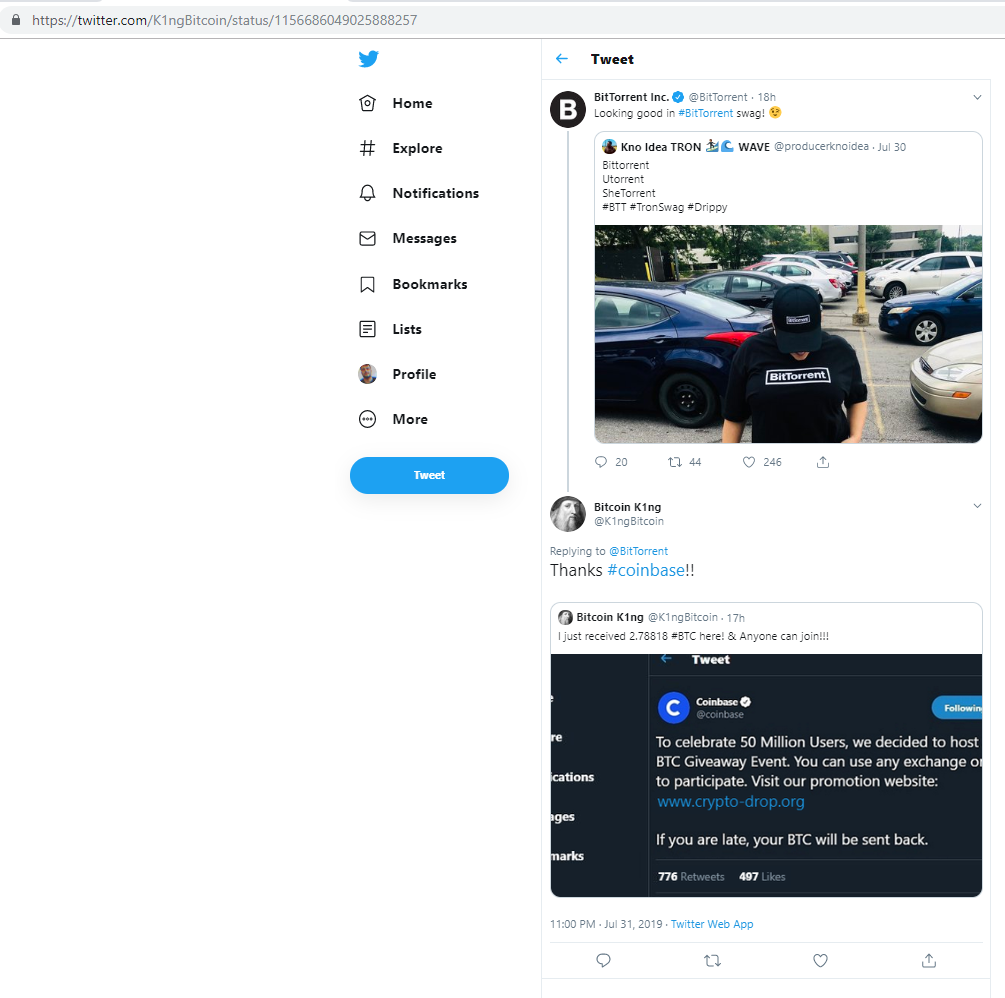 https://twitter.com/K1ngBitcoin/status/1156686049025888257
Home
Explore
Notifications
Messages
Bookmarks
Lists
Profile
More
Tweet
Tweet
BitTorrent Inc. @BitTorrent · 18h
Looking good in #BitTorrent swag! 😉
Kno Idea TRON 🏄🌊 WAVE @producerknoidea · Jul 30
Bittorrent
Utorrent
SheTorrent
#BTT #TronSwag #Drippy
BitTorrent
BitTorrent
20 44 246
Bitcoin K1ng
@K1ngBitcoin
Replying to @BitTorrent
Thanks #coinbase!!
Bitcoin K1ng @K1ngBitcoin · 17h
I just received 2.78818 #BTC here! & Anyone can join!!!
Tweet
e
re
ications
ages
marks
Coinbase
@coinbase
Following
To celebrate 50 Million Users, we decided to host
BTC Giveaway Event. You can use any exchange or
to participate. Visit our promotion website:
www.crypto-drop.org
If you are late, your BTC will be sent back.
776 Retweets 497 Likes
11:00 PM · Jul 31, 2019 · Twitter Web App